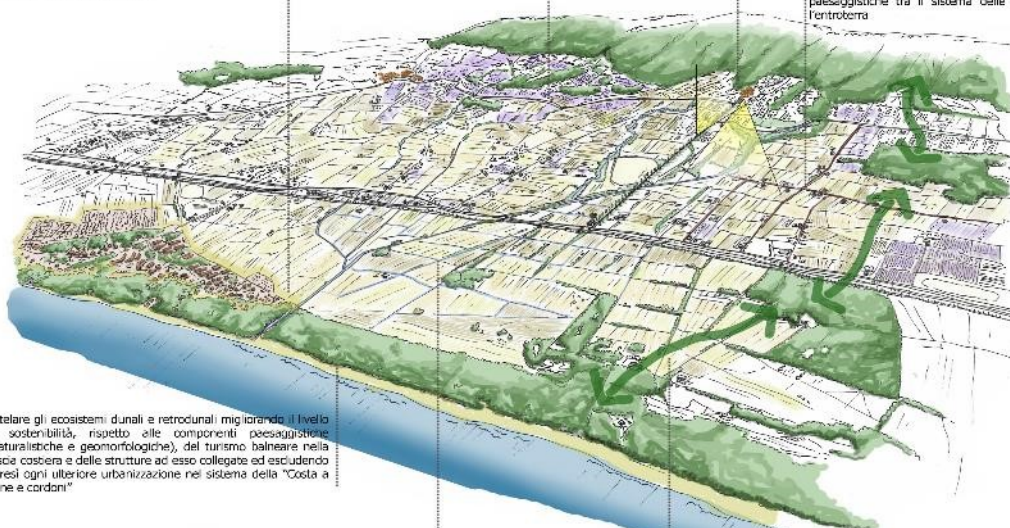 paesaggistiche tra il sistema delle
l'entroterra
telare gli ecosistemi dunali e retrodunali migliorando il livello
sostenibilità, rispetto alle componenti paesaggistiche
aturalistiche e geomorfologiche), del turismo balneare nella
scia costiera e delle strutture ad esso collegate ed escludendo
resì ogni ulteriore urbanizzazione nel sistema della "Costa a
ne e cordoni"